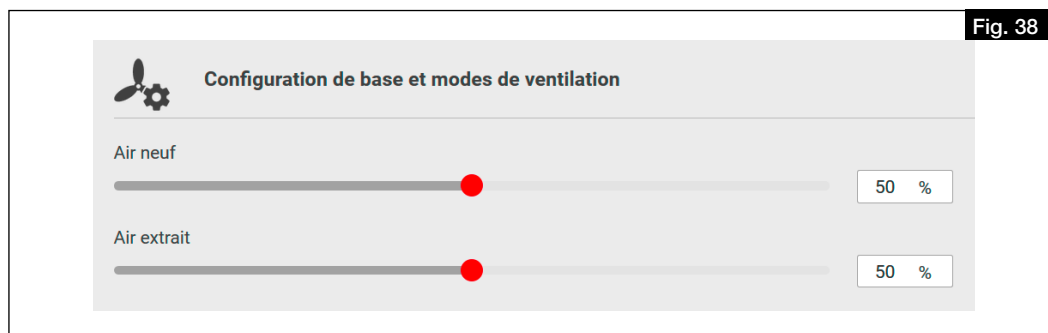 Fig. 38
Configuration de base et modes de ventilation
Air neuf
50 %
Air extrait
50 %